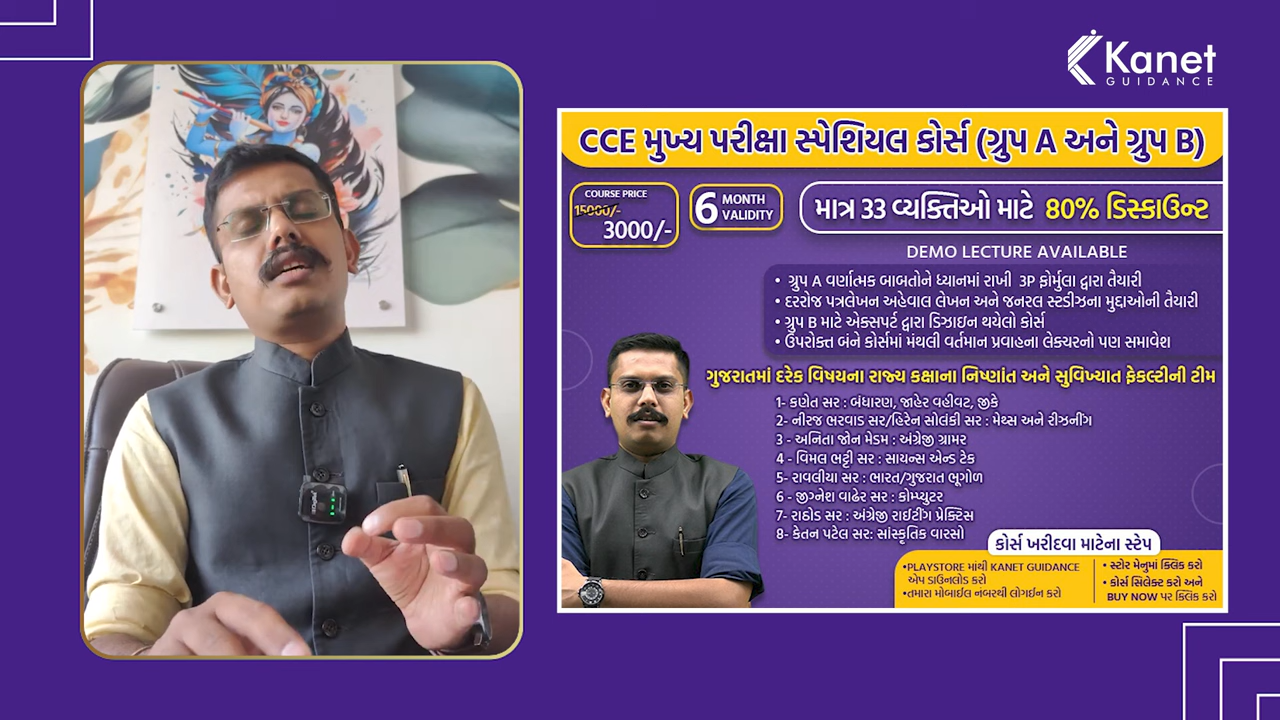 Kanet
GUIDANCE
CCE મુખ્ય પરીક્ષા સ્પેશિયલ કોર્સ (ગ્રુપ A અને ગ્રુપ B)
COURSE PRICE
15000/-
3000/-
6 MONTH VALIDITY
માત્ર 33 વ્યક્તિઓ માટે 80% ડિસ્કાઉન્ટ
DEMO LECTURE AVAILABLE
• ગ્રુપ A વર્ણાત્મક બાબતોને ધ્યાનમાં રાખી 3P ફોર્મુલા દ્વારા તૈયારી
• દરરોજ પત્રલેખન અહેવાલ લેખન અને જનરલ સ્ટડીઝના મુદ્દાઓની તૈયારી
• ગ્રુપ B માટે એક્સપર્ટ દ્વારા ડિઝાઇન થયેલો કોર્સ
• ઉપરોક્ત બંને કોર્સમાં મંથલી વર્તમાન પ્રવાહના લેક્ચરનો પણ સમાવેશ
ગુજરાતમાં દરેક વિષયના રાજ્ય કક્ષાના નિષ્ણાંત અને સુવિખ્યાત ફેકલ્ટીની ટીમ
1- કણેત સર : બંધારણ, જાહેર વહીવટ, જીકે
2- નીરજ ભરવાડ સર/હિરેન સોલંકી સર : મેથ્સ અને રીઝનીંગ
3 - અનિતા જોન મેડમ : અંગ્રેજી ગ્રામર
4 - વિમલ ભટ્ટી સર : સાયન્સ એન્ડ ટેક
5- રાવલીયા સર : ભારત/ગુજરાત ભૂગોળ
6 - જીગ્નેશ વાઢેર સર : કોમ્પ્યુટર
7- રાઠોડ સર : અંગ્રેજી રાઈટીંગ પ્રેક્ટિસ
8- કેતન પટેલ સર: સાંસ્કૃતિક વારસો
કોર્સ ખરીદવા માટેના સ્ટેપ
•PLAYSTORE માંથી KANET GUIDANCE
એપ ડાઉનલોડ કરો
•તમારા મોબાઈલ નંબરથી લોગઈન કરો
• સ્ટોર મેનુમાં ક્લિક કરો
• કોર્સ સિલેક્ટ કરો અને
BUY NOW પર ક્લિક કરો